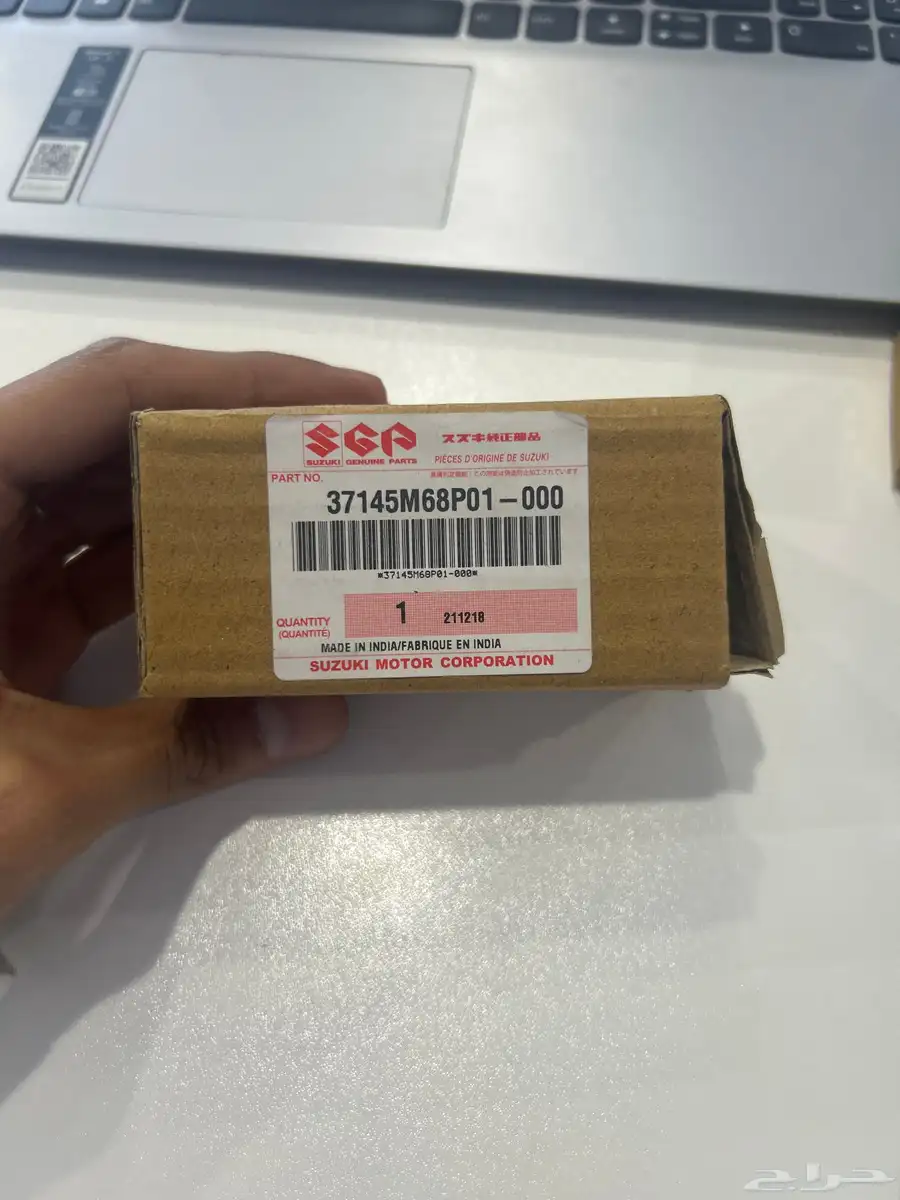 SGP
SUZUKI GENUINE PARTS
スズキ純正部品
PIÈCES D'ORIGINE DE SUZUKI
PART NO.
37145M68P01-000
*37145M68P01-000*
QUANTITY
(QUANTITÉ)
1 211218
MADE IN INDIA/FABRIQUE EN INDIA
SUZUKI MOTOR CORPORATION
حراج